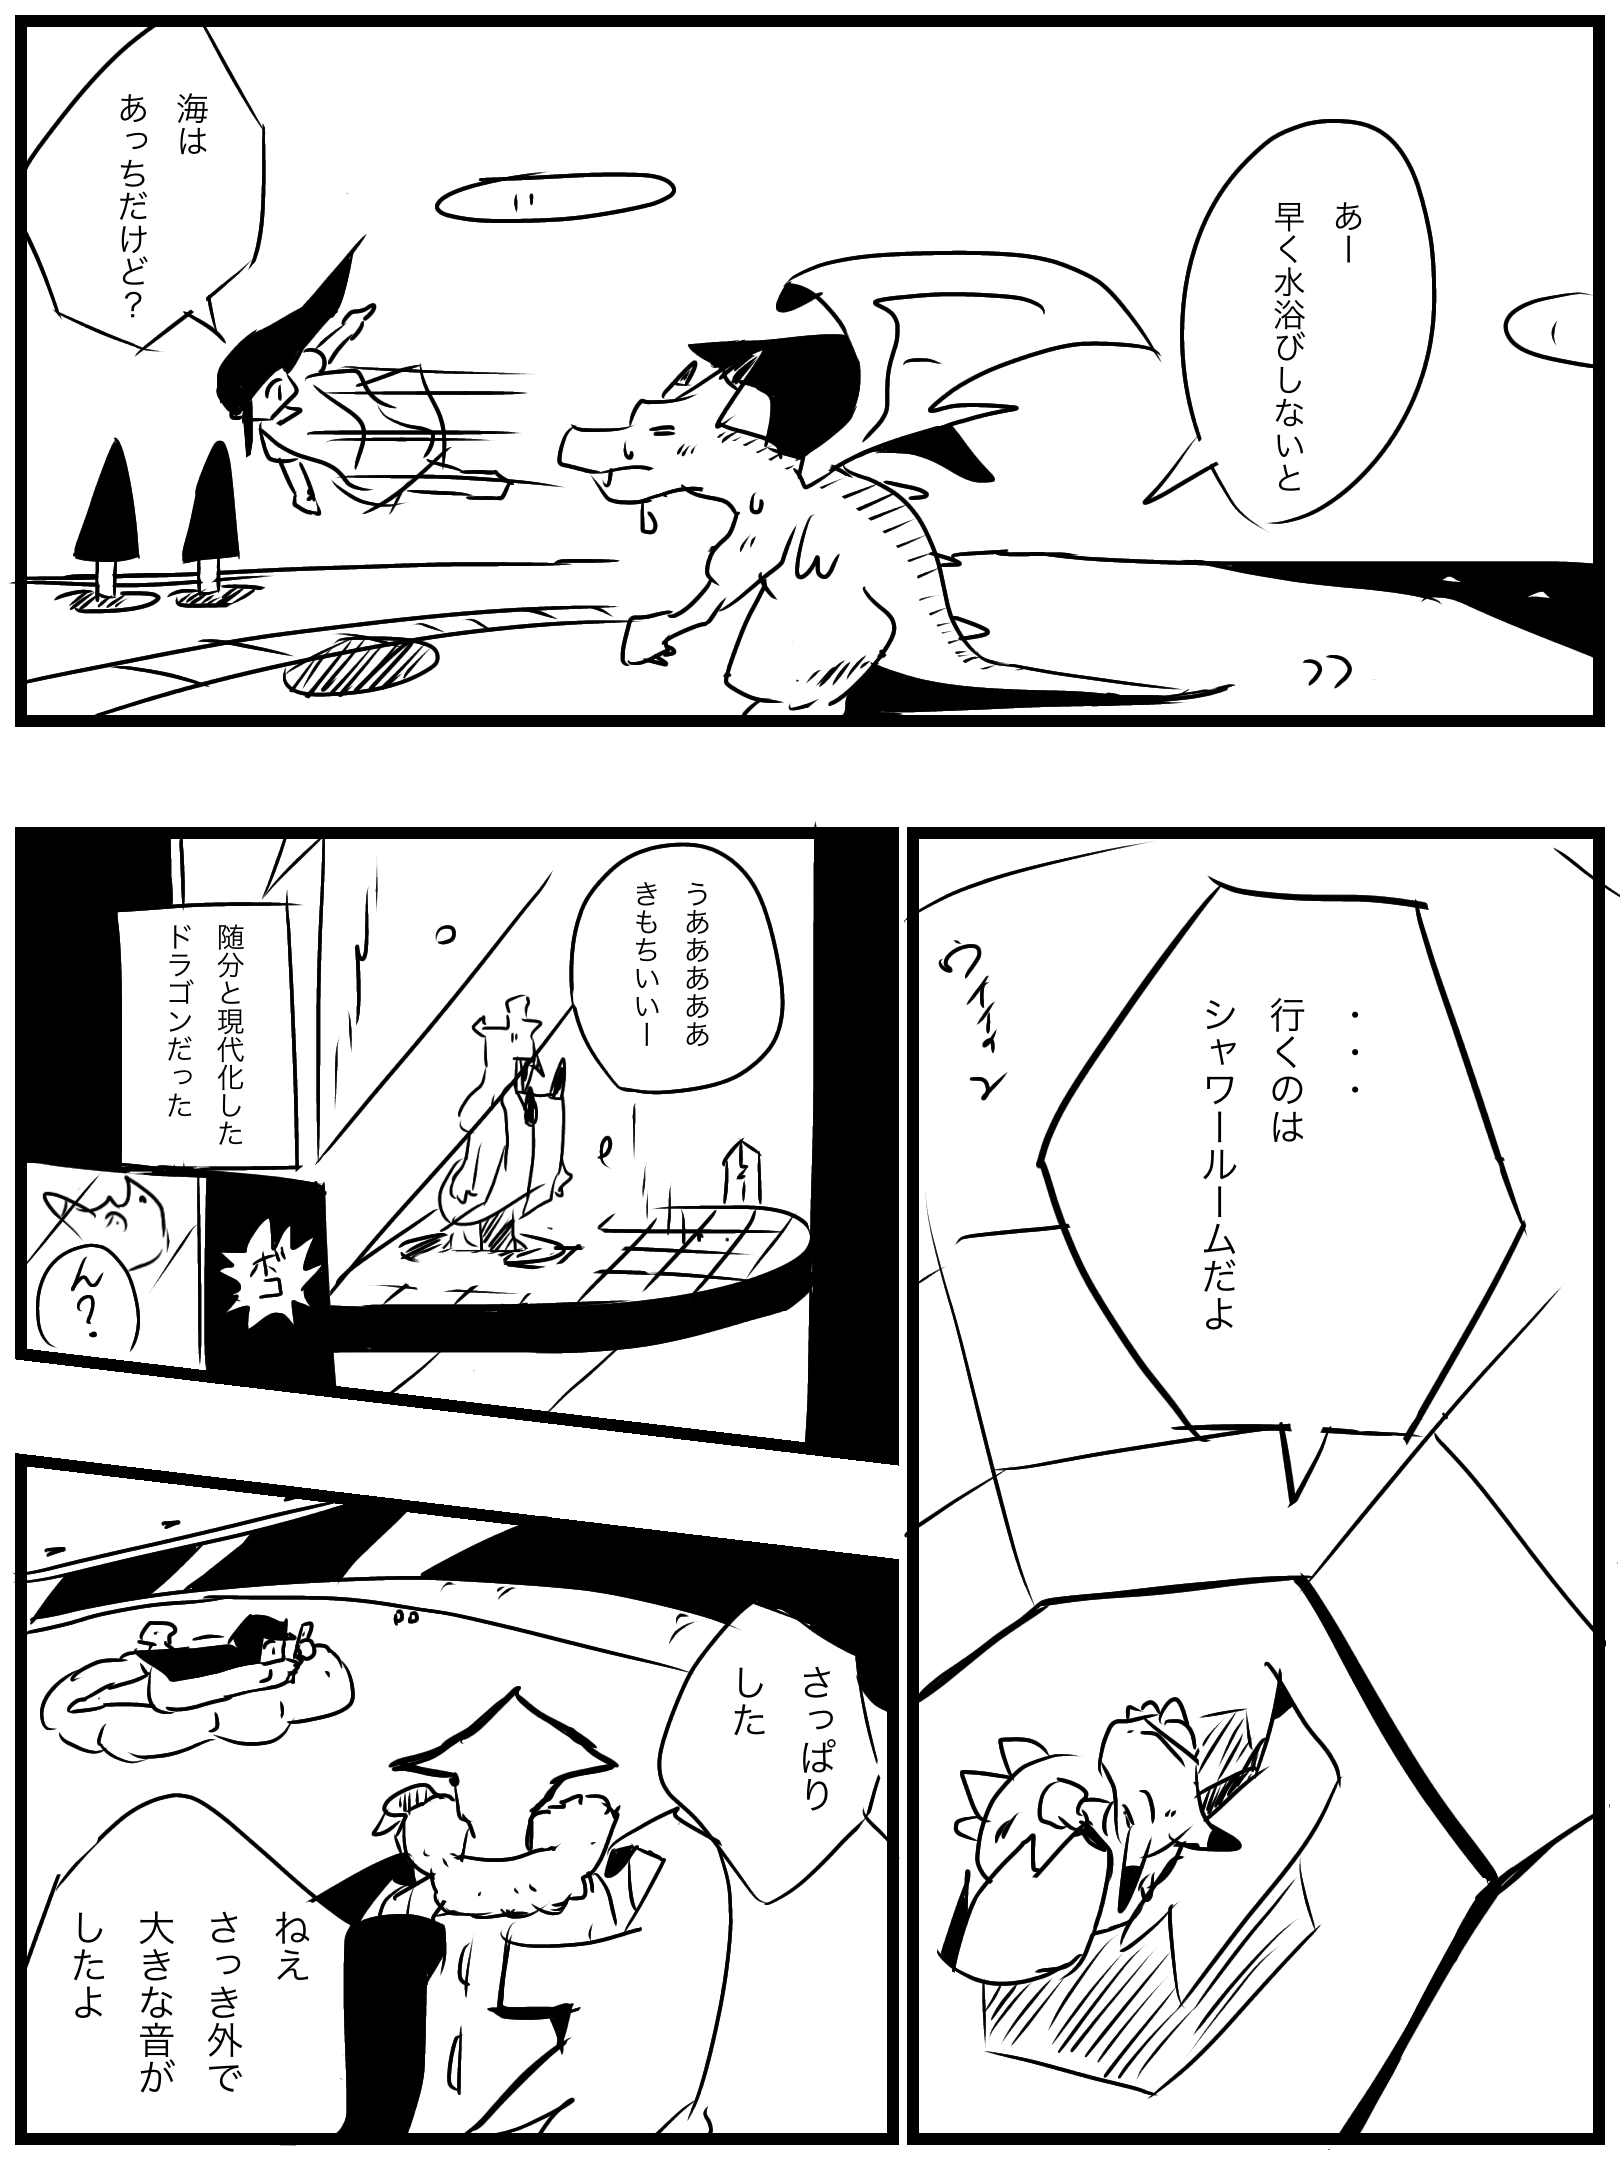 あー
早く水浴びしないと
海は
あっちだけど？
・・・
行くのは
シャワールームだよ
ウィィン
うああああ
きもちいいー
随分と現代化した
ドラゴンだった
ボコ
ん？
さっぱり
した
ねえ
さっき外で
大きな音が
したよ